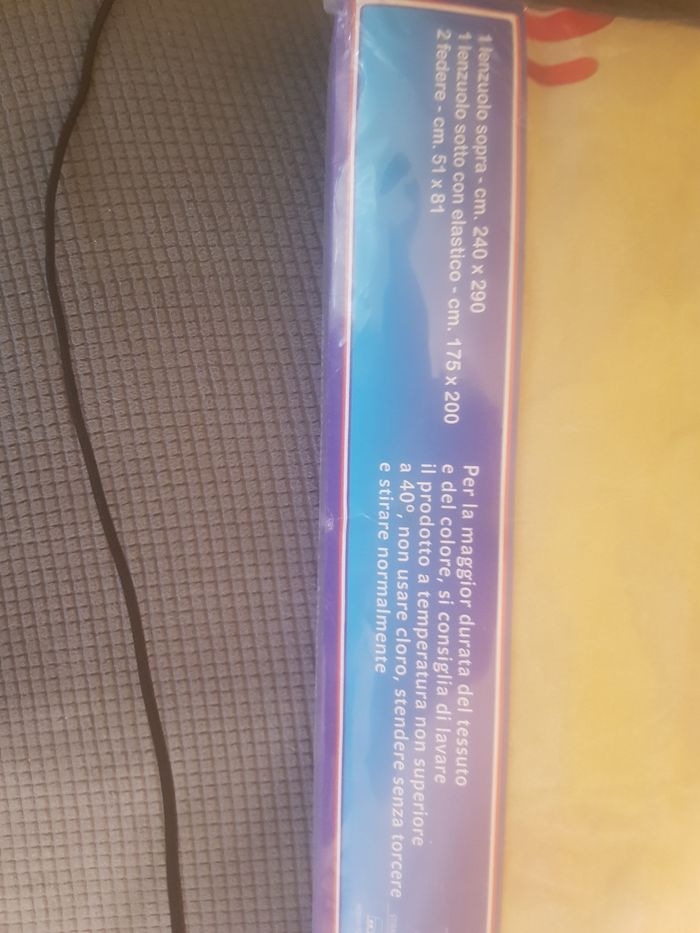 1 lenzuolo sopra - cm. 240 x 290
1 lenzuolo sotto con elastico - cm. 175 x 200
2 federe - cm. 51 x 81
Per la maggior durata del tessuto
e del colore, si consiglia di lavare
il prodotto a temperatura non superiore
a 40°, non usare cloro, stendere senza torcere
e stirare normalmente